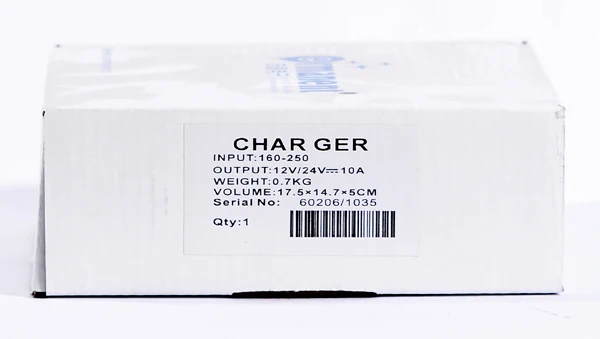 CHAR GER
INPUT:160-250
OUTPUT:12V/24V⎓10A
WEIGHT:0.7KG
VOLUME:17.5×14.7×5CM
Serial No: 60206/1035
Qty:1